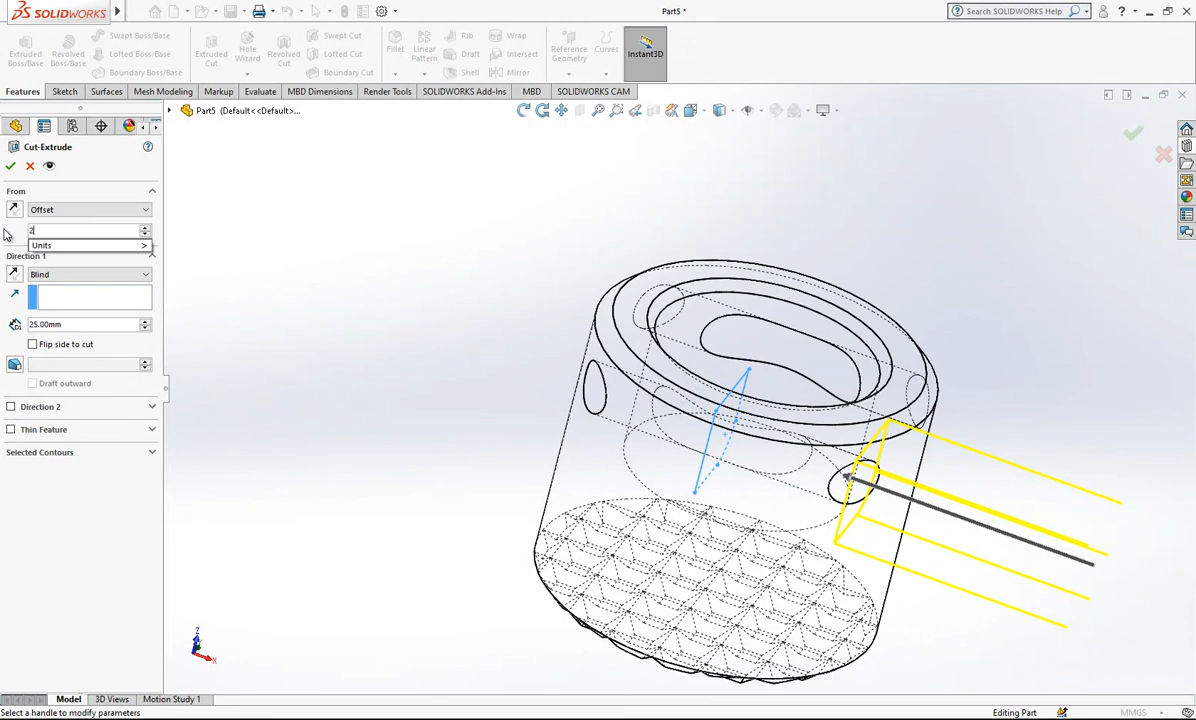 SOLIDWORKS
Part5 *
Search SOLIDWORKS Help
?
Extruded Boss/Base
Revolved Boss/Base
Swept Boss/Base
Lofted Boss/Base
Boundary Boss/Base
Extruded Cut
Hole Wizard
Revolved Cut
Swept Cut
Lofted Cut
Boundary Cut
Fillet
Linear Pattern
Rib
Draft
Shell
Wrap
Intersect
Mirror
Reference Geometry
Curves
Instant3D
Features
Sketch
Surfaces
Mesh Modeling
Markup
Evaluate
MBD Dimensions
Render Tools
SOLIDWORKS Add-Ins
MBD
SOLIDWORKS CAM
Part5 (Default<<Default>...
Cut-Extrude
From
Offset
2
Units >
Direction 1
Blind
25.00mm
Flip side to cut
Draft outward
Direction 2
Thin Feature
Selected Contours
Z
X
Model
3D Views
Motion Study 1
Select a handle to modify parameters
Editing Part
MMGS